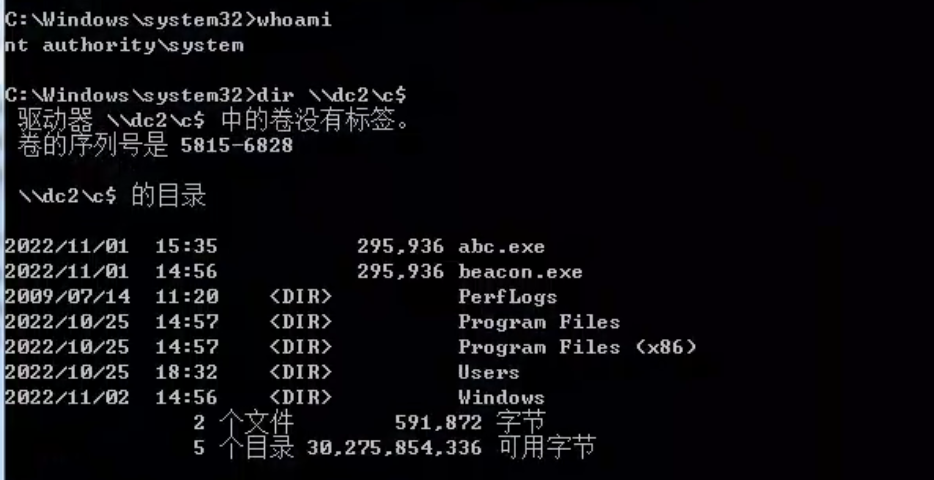 C:\Windows\system32>whoami
nt authority\system
C:\Windows\system32>dir \\dc2\c$
驱动器 \\dc2\c$ 中的卷没有标签。
卷的序列号是 5815-6828
\\dc2\c$ 的目录
2022/11/01  15:35           295,936 abc.exe
2022/11/01  14:56           295,936 beacon.exe
2009/07/14  11:20    <DIR>          PerfLogs
2022/10/25  14:57    <DIR>          Program Files
2022/10/25  14:57    <DIR>          Program Files (x86)
2022/10/25  18:32    <DIR>          Users
2022/11/02  14:56    <DIR>          Windows
2 个文件        591,872 字节
5 个目录 30,275,854,336 可用字节